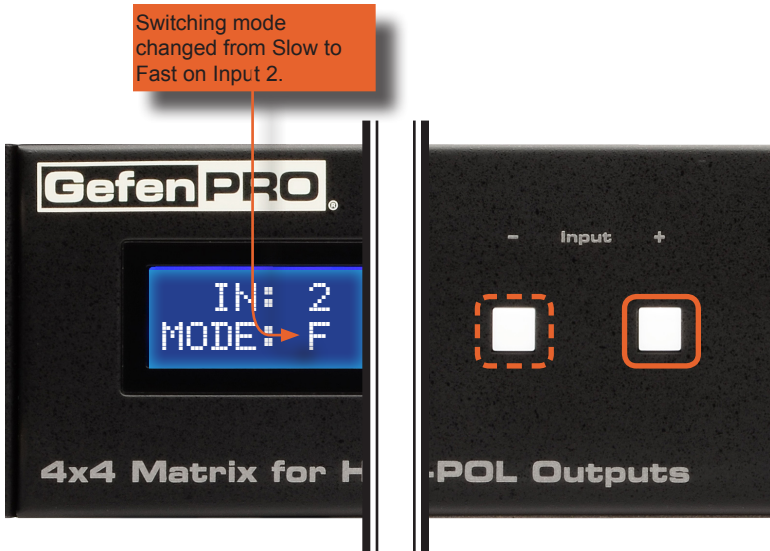 Switching mode
changed from Slow to
Fast on Input 2.
GefenPRO®
- Input +
IN: 2
MODE: F
4x4 Matrix for H
-POL Outputs